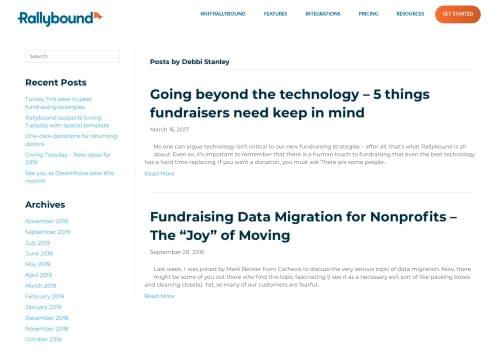 Rallybound
WHY RALLYBOUND
FEATURES
INTEGRATIONS
PRICING
RESOURCES
GET STARTED
Search
Recent Posts
Turkey Trot peer to peer
fundraising examples
Rallybound supports Giving
Tuesday with special template
One-click donations for returning
donors
Giving Tuesday – New ideas for
2019
See you at Dreamforce later this
month!
Archives
November 2019
September 2019
July 2019
June 2019
May 2019
April 2019
March 2019
February 2019
January 2019
December 2018
November 2018
October 2018
Posts by Debbi Stanley
Going beyond the technology – 5 things
fundraisers need keep in mind
March 16, 2017
No one can argue technology isn't critical to our new fundraising strategies – after all, that's what Rallybound is all
about. Even so, it's important to remember that there is a human touch to fundraising that even the best technology
has a hard time replacing. If you want a donation, you must ask There are some people...
Read More
Fundraising Data Migration for Nonprofits –
The “Joy” of Moving
September 28, 2016
Last week, I was joined by Mark Becker from Cathexis to discuss the very serious topic of data migration. Now, there
might be some of you out there who find this topic fascinating (I see it as a necessary evil, sort of like packing boxes
and cleaning closets). Yet, so many of our customers are fearful...
Read More